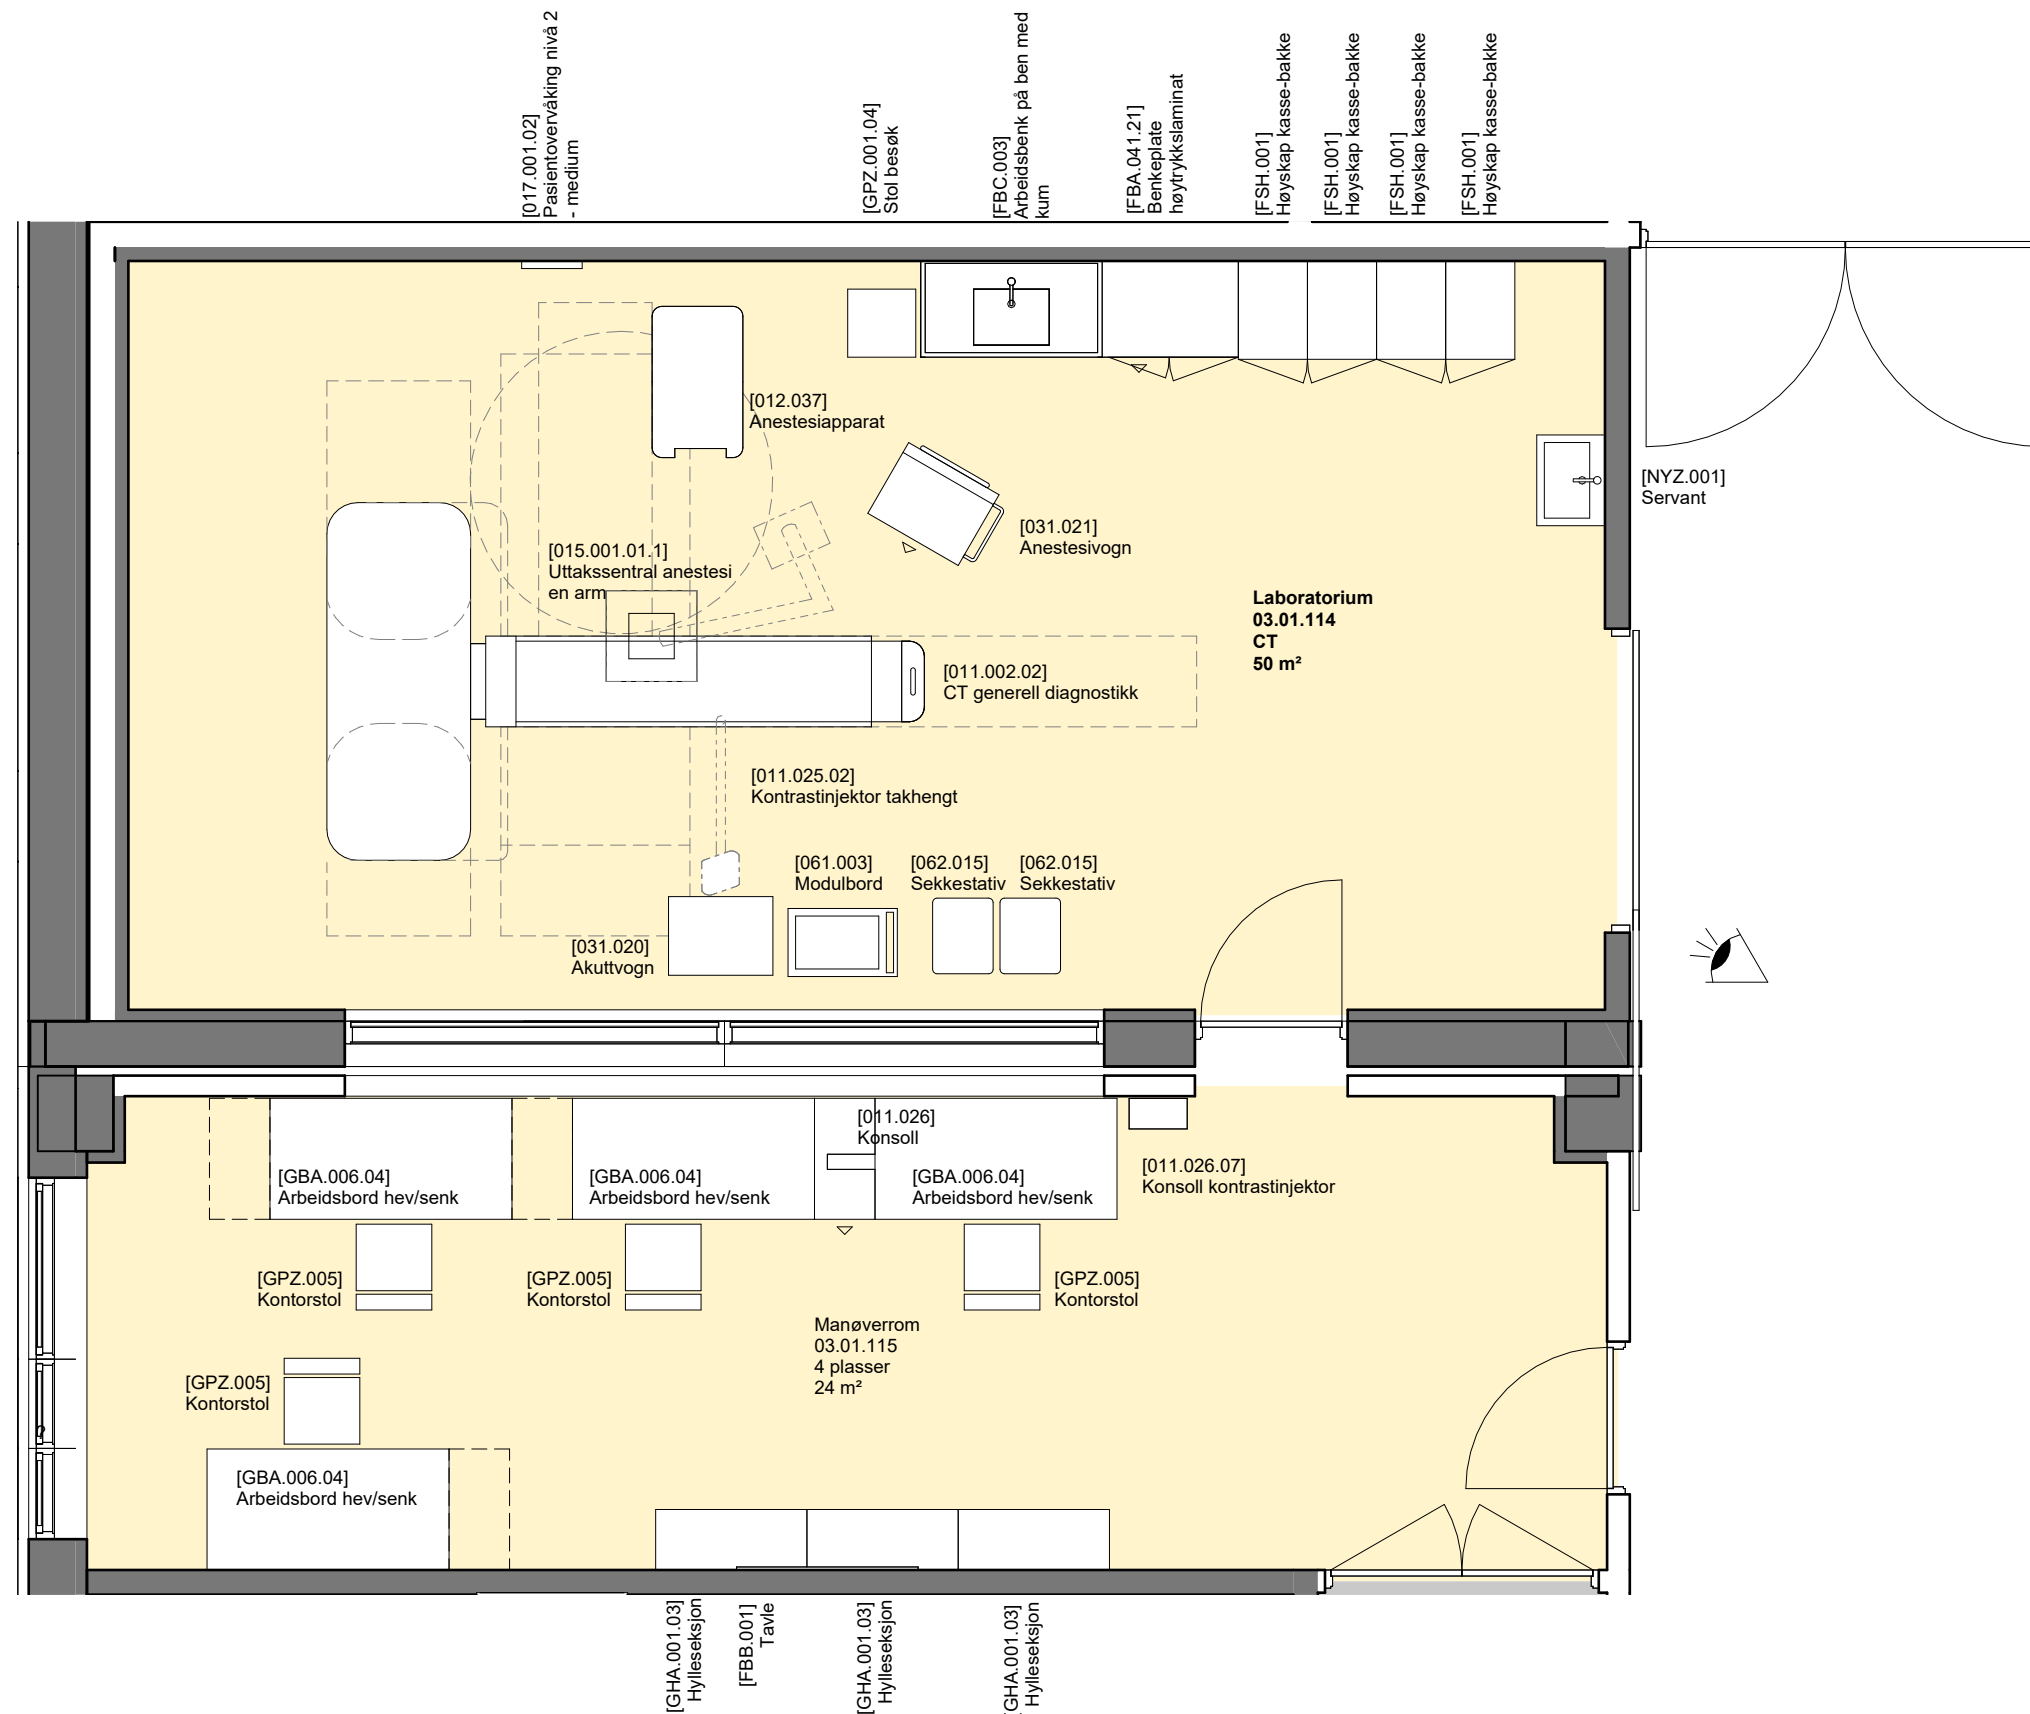 [017.001.02]
Pasientovervåking nivå 2
- medium
[GPZ.001.04]
Stol besøk
[FBC.003]
Arbeidsbenk på ben med
kum
[FBA.041.21]
Benkeplate
høytrykkslaminat
[FSH.001]
Høyskap kasse-bakke
[FSH.001]
Høyskap kasse-bakke
[FSH.001]
Høyskap kasse-bakke
[FSH.001]
Høyskap kasse-bakke
[012.037]
Anestesiapparat
[NYZ.001]
Servant
[031.021]
Anestesivogn
[015.001.01.1]
Uttakssentral anestesi
en arm
Laboratorium
03.01.114
CT
50 m²
[011.002.02]
CT generell diagnostikk
[011.025.02]
Kontrastinjektor takhengt
[061.003]
Modulbord
[062.015]
Sekkestativ
[062.015]
Sekkestativ
[031.020]
Akuttvogn
[011.026]
Konsoll
[GBA.006.04]
Arbeidsbord hev/senk
[GBA.006.04]
Arbeidsbord hev/senk
[GBA.006.04]
Arbeidsbord hev/senk
[011.026.07]
Konsoll kontrastinjektor
[GPZ.005]
Kontorstol
[GPZ.005]
Kontorstol
[GPZ.005]
Kontorstol
Manøverrom
03.01.115
4 plasser
24 m²
[GPZ.005]
Kontorstol
[GBA.006.04]
Arbeidsbord hev/senk
[GHA.001.03]
Hylleseksjon
[FBB.001]
Tavle
[GHA.001.03]
Hylleseksjon
[GHA.001.03]
Hylleseksjon